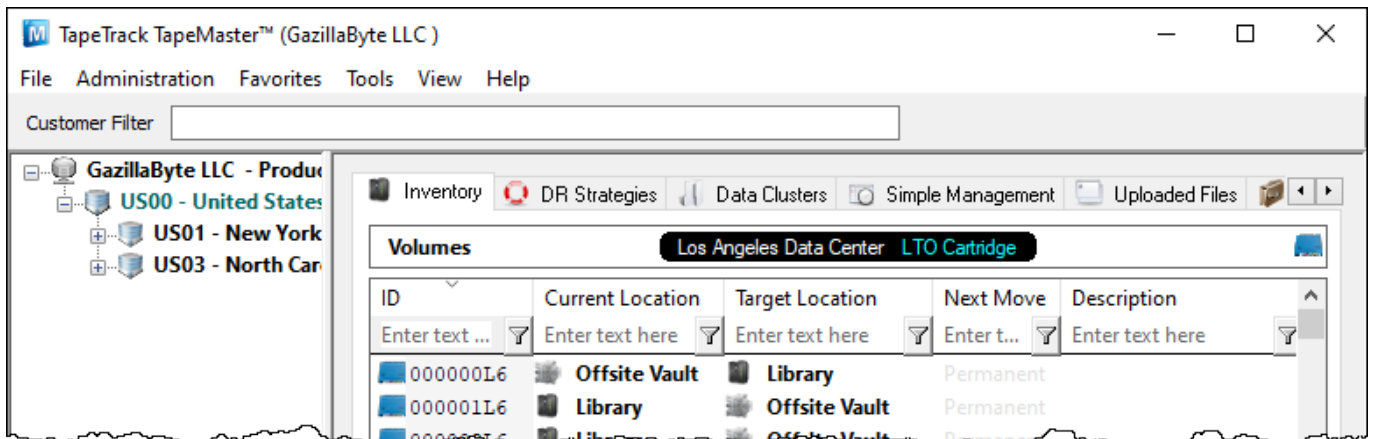 TapeTrack TapeMaster™ (GazillaByte LLC )
File Administration Favorites Tools View Help
Customer Filter
GazillaByte LLC - Produc
US00 - United States
US01 - New York
US03 - North Car
Inventory DR Strategies Data Clusters Simple Management Uploaded Files
Volumes Los Angeles Data Center LTO Cartridge
ID Current Location Target Location Next Move Description
Enter text ... Enter text here Enter text here Enter t... Enter text here
000000L6 Offsite Vault Library Permanent
000001L6 Library Offsite Vault Permanent